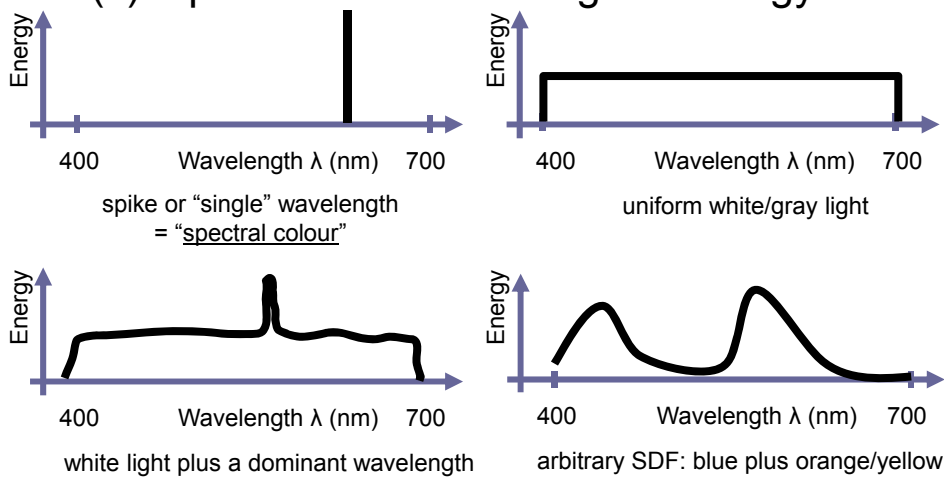 Energy
400 Wavelength λ (nm) 700
spike or “single” wavelength
= “spectral colour”
Energy
400 Wavelength λ (nm) 700
uniform white/gray light
Energy
400 Wavelength λ (nm) 700
white light plus a dominant wavelength
Energy
400 Wavelength λ (nm) 700
arbitrary SDF: blue plus orange/yellow